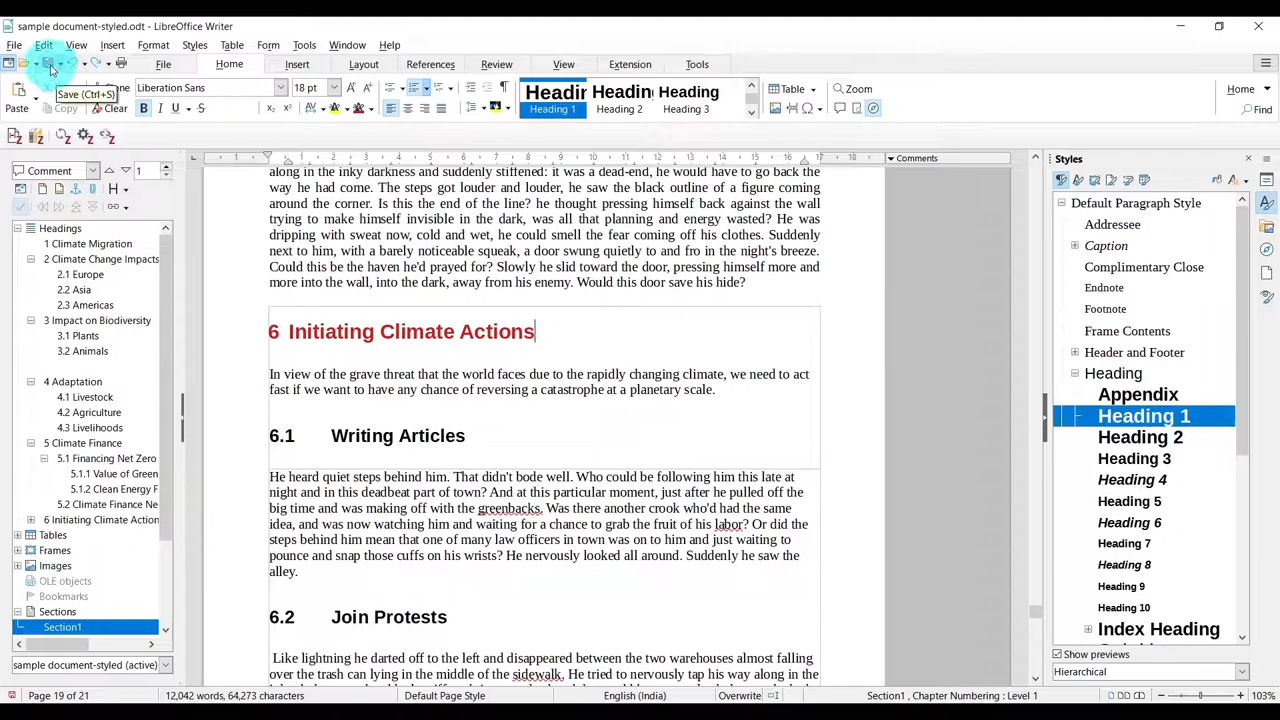 sample document-styled.odt - LibreOffice Writer
File Edit View Insert Format Styles Table Form Tools Window Help
File Home Insert Layout References Review View Extension Tools
Save (Ctrl+S)
Liberation Sans 18 pt
Paste Copy Clear
Heading 1 Heading 2 Heading 3
Table Zoom Home
Find
Comment 1
Headings
1 Climate Migration
2 Climate Change Impacts
2.1 Europe
2.2 Asia
2.3 Americas
3 Impact on Biodiversity
3.1 Plants
3.2 Animals
4 Adaptation
4.1 Livestock
4.2 Agriculture
4.3 Livelihoods
5 Climate Finance
5.1 Financing Net Zero
5.1.1 Value of Green
5.1.2 Clean Energy F
5.2 Climate Finance Ne
6 Initiating Climate Action
Tables
Frames
Images
OLE objects
Bookmarks
Sections
Section1
sample document-styled (active)
1 1 2 3 4 5 6 7 8 9 10 11 12 13 14 15 16 17 18
Comments
along in the inky darkness and suddenly stiffened: it was a dead-end, he would have to go back the
way he had come. The steps got louder and louder, he saw the black outline of a figure coming
around the corner. Is this the end of the line? he thought pressing himself back against the wall
trying to make himself invisible in the dark, was all that planning and energy wasted? He was
dripping with sweat now, cold and wet, he could smell the fear coming off his clothes. Suddenly
next to him, with a barely noticeable squeak, a door swung quietly to and fro in the night's breeze.
Could this be the haven he'd prayed for? Slowly he slid toward the door, pressing himself more and
more into the wall, into the dark, away from his enemy. Would this door save his hide?
6 Initiating Climate Actions
In view of the grave threat that the world faces due to the rapidly changing climate, we need to act
fast if we want to have any chance of reversing a catastrophe at a planetary scale.
6.1 Writing Articles
He heard quiet steps behind him. That didn't bode well. Who could be following him this late at
night and in this deadbeat part of town? And at this particular moment, just after he pulled off the
big time and was making off with the greenbacks. Was there another crook who'd had the same
idea, and was now watching him and waiting for a chance to grab the fruit of his labor? Or did the
steps behind him mean that one of many law officers in town was on to him and just waiting to
pounce and snap those cuffs on his wrists? He nervously looked all around. Suddenly he saw the
alley.
6.2 Join Protests
Like lightning he darted off to the left and disappeared between the two warehouses almost falling
over the trash can lying in the middle of the sidewalk. He tried to nervously tap his way along in the
Styles
Default Paragraph Style
Addressee
Caption
Complimentary Close
Endnote
Footnote
Frame Contents
Header and Footer
Heading
Appendix
Heading 1
Heading 2
Heading 3
Heading 4
Heading 5
Heading 6
Heading 7
Heading 8
Heading 9
Heading 10
Index Heading
Show previews
Hierarchical
Page 19 of 21 12,042 words, 64,273 characters Default Page Style English (India) Overwrite Section1 , Chapter Numbering : Level 1 103%